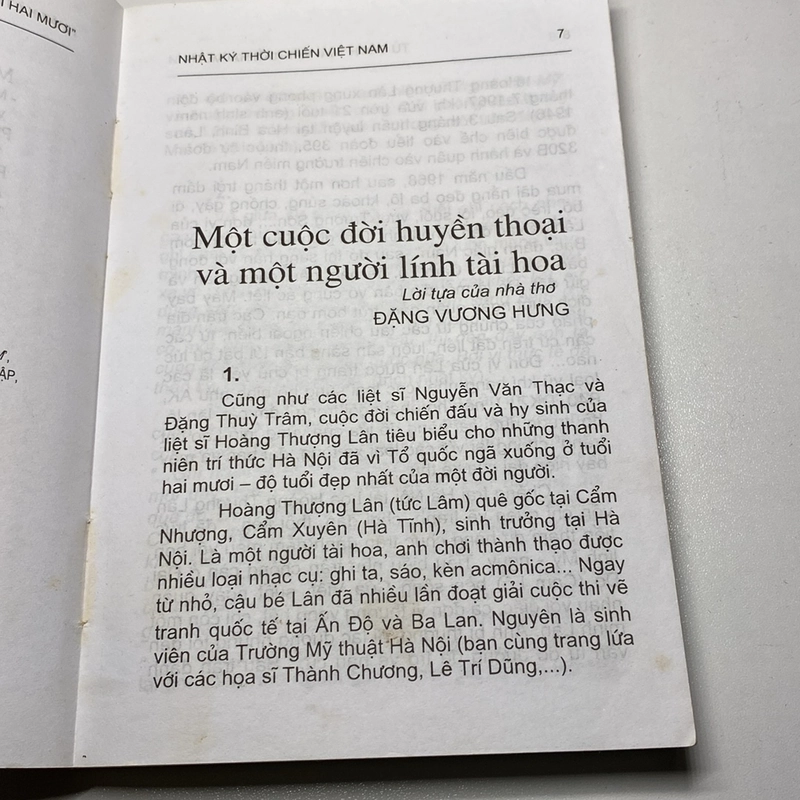 I HAI MƯƠI"
ẬP,
NHẬT KÝ THỜI CHIẾN VIỆT NAM
7
Một cuộc đời huyền thoại
và một người lính tài hoa
Lời tựa của nhà thơ
ĐẶNG VƯƠNG HƯNG
1.
Cũng như các liệt sĩ Nguyễn Văn Thạc và
Đặng Thuỳ Trâm, cuộc đời chiến đấu và hy sinh của
liệt sĩ Hoàng Thượng Lân tiêu biểu cho những thanh
niên trí thức Hà Nội đã vì Tổ quốc ngã xuống ở tuổi
hai mươi – độ tuổi đẹp nhất của một đời người.
Hoàng Thượng Lân (tức Lâm) quê gốc tại Cẩm
Nhượng, Cẩm Xuyên (Hà Tĩnh), sinh trưởng tại Hà
Nội. Là một người tài hoa, anh chơi thành thạo được
nhiều loại nhạc cụ: ghi ta, sáo, kèn acmônica... Ngay
từ nhỏ, cậu bé Lân đã nhiều lần đoạt giải cuộc thi vẽ
tranh quốc tế tại Ấn Độ và Ba Lan. Nguyên là sinh
viên của Trường Mỹ thuật Hà Nội (bạn cùng trang lứa
với các họa sĩ Thành Chương, Lê Trí Dũng,...).